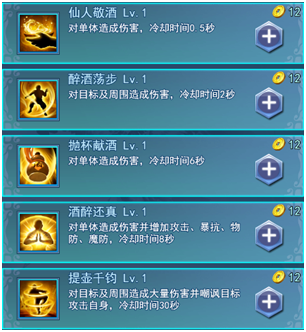 仙人敬酒 Lv.1 12
对单体造成伤害，冷却时间0.5秒
醉酒荡步 Lv.1 12
对目标及周围造成伤害，冷却时间2秒
抛杯献酒 Lv.1 12
对单体造成伤害，冷却时间6秒
酒醉还真 Lv.1 12
对单体造成伤害并增加攻击、暴抗、物
防、魔防，冷却时间8秒
提壶千钧 Lv.1 12
对目标及周围造成大量伤害并嘲讽目标
攻击自身，冷却时间30秒